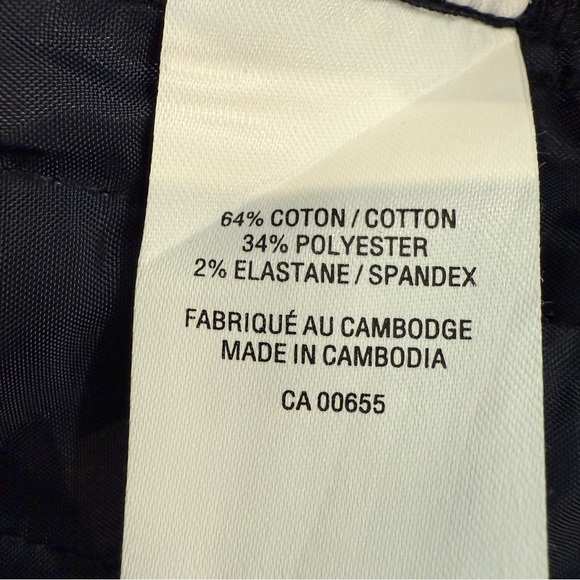 64% COTON / COTTON
34% POLYESTER
2% ELASTANE / SPANDEX
FABRIQUÉ AU CAMBODGE
MADE IN CAMBODIA
CA 00655